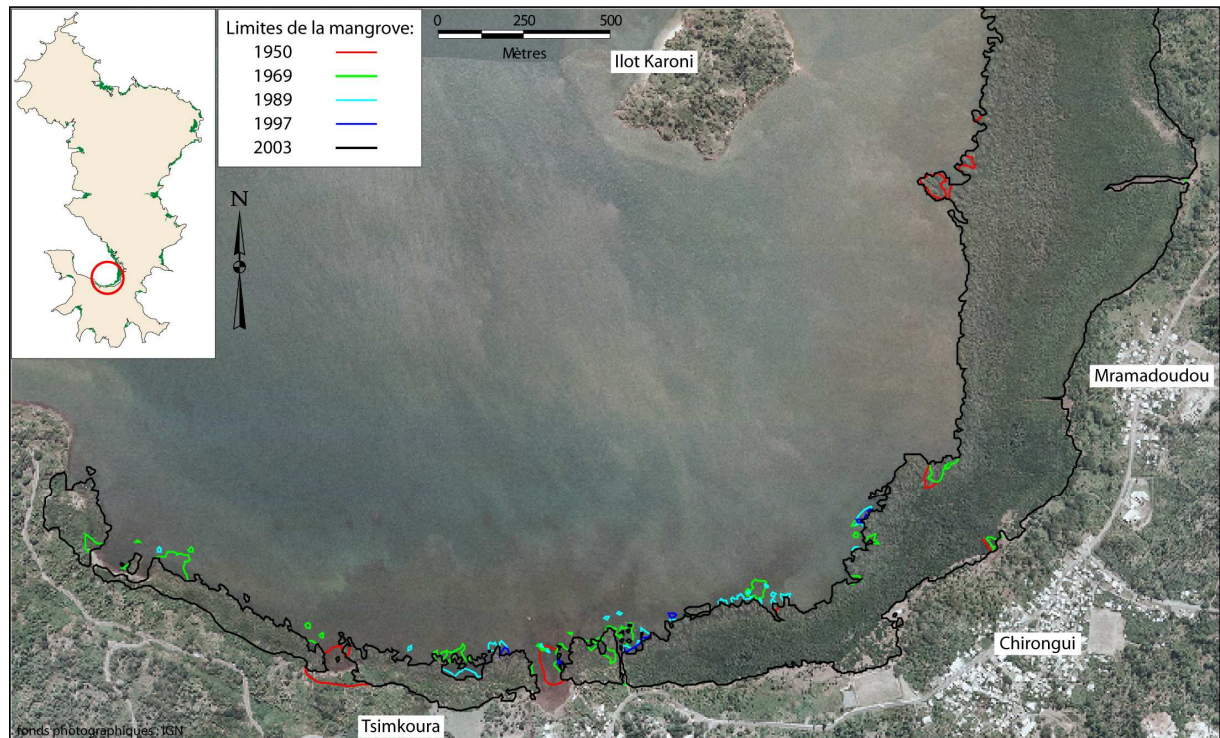 Limites de la mangrove:
1950
1969
1989
1997
2003
0 250 500
Mètres
Ilot Karoni
N
Mramadoudou
Chirongui
Tsimkoura
fonds photographiques : IGN